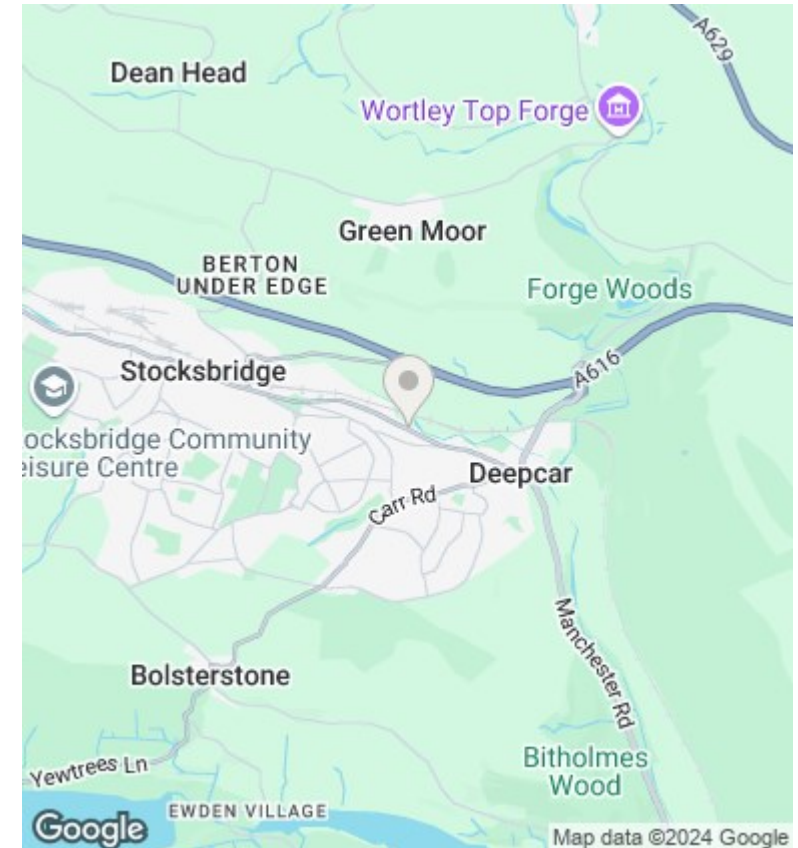 A629
Dean Head
Wortley Top Forge
Green Moor
BERTON
UNDER EDGE
Forge Woods
Stocksbridge
A616
ocksbridge Community
eisure Centre
Deepcar
Carr Rd
Manchester Rd
Bolsterstone
Bitholmes
Wood
Yewtrees Ln
EWDEN VILLAGE
Google
Map data ©2024 Google